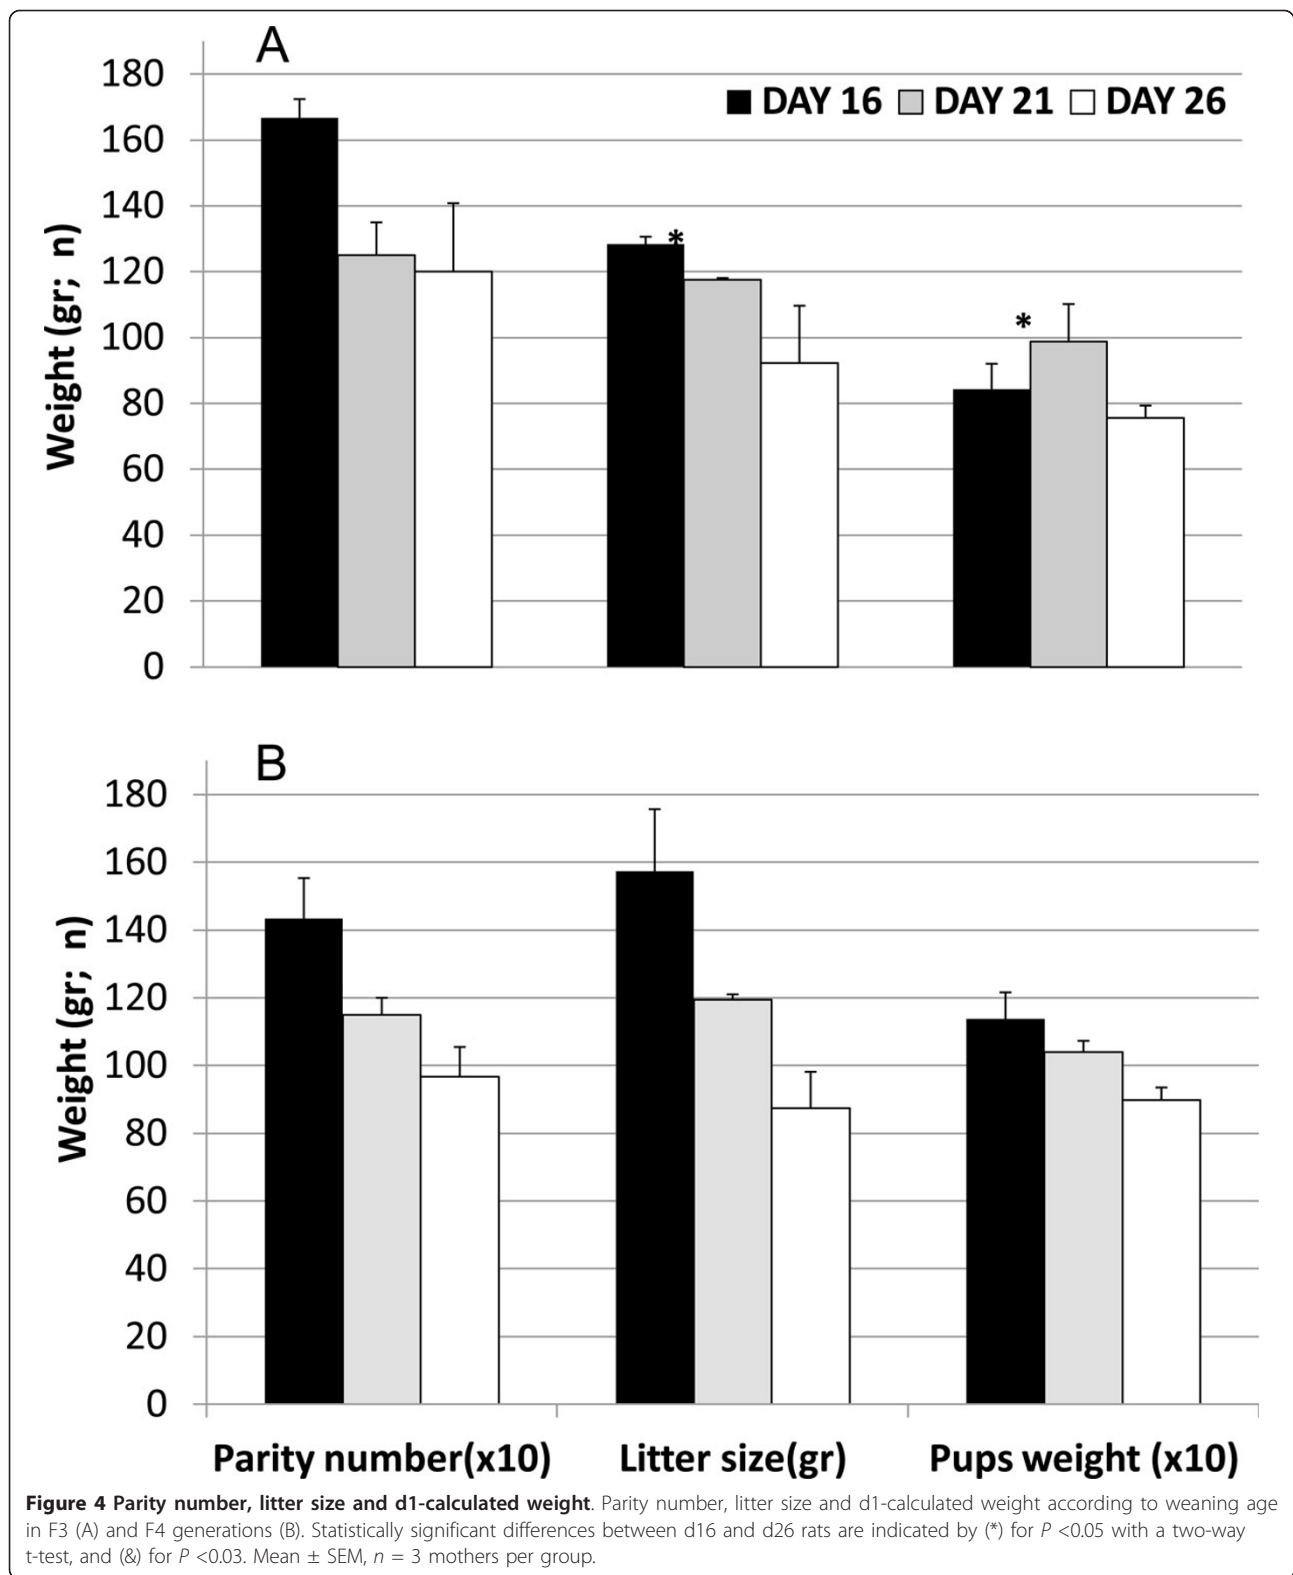 A
DAY 16 DAY 21 DAY 26
Weight (gr; n)
180
160
140
120
100
80
60
40
20
0
*
*
B
Weight (gr; n)
180
160
140
120
100
80
60
40
20
0
Parity number(x10) Litter size(gr) Pups weight (x10)
Figure 4 Parity number, litter size and d1-calculated weight. Parity number, litter size and d1-calculated weight according to weaning age
in F3 (A) and F4 generations (B). Statistically significant differences between d16 and d26 rats are indicated by (*) for P <0.05 with a two-way
t-test, and (&) for P <0.03. Mean ± SEM, n = 3 mothers per group.